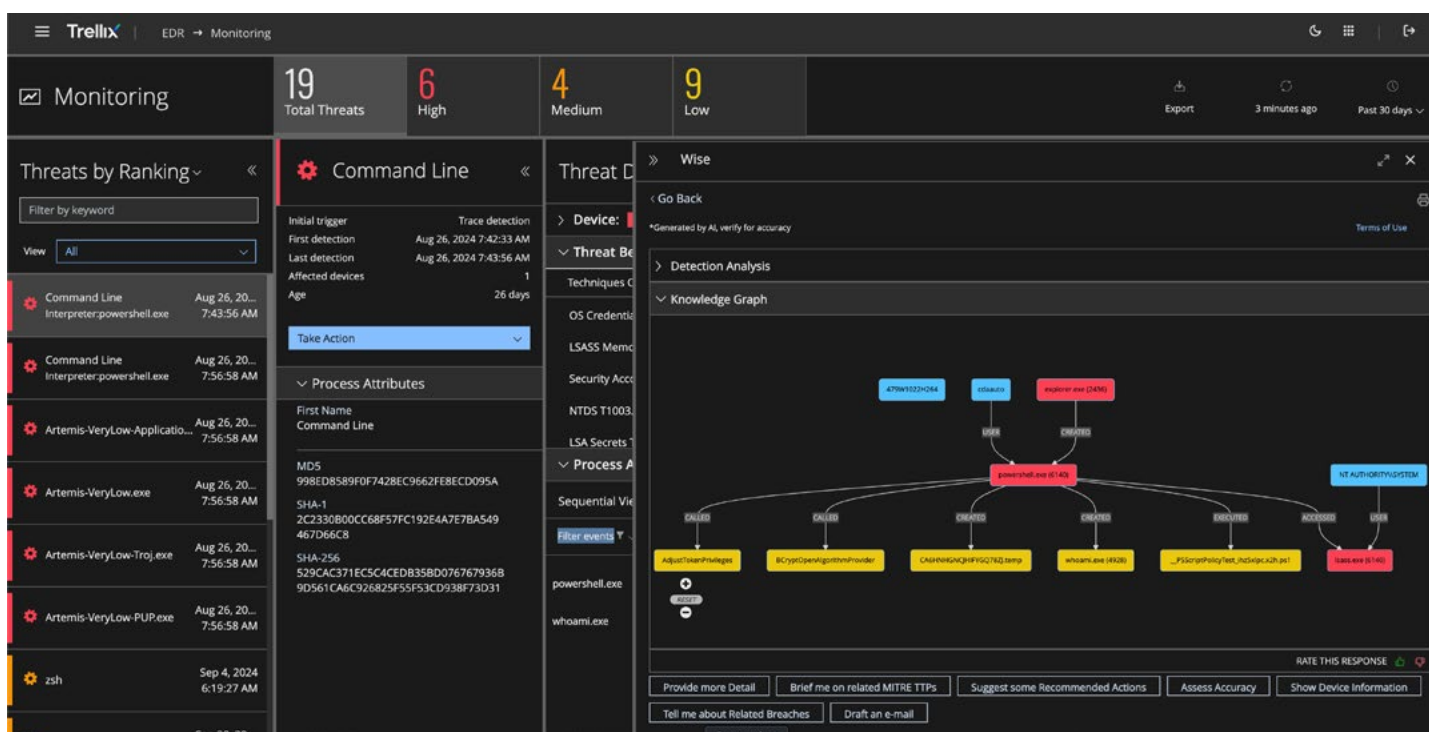 Trellix | EDR → Monitoring
Monitoring
19
Total Threats
6
High
4
Medium
9
Low
Export
3 minutes ago
Past 30 days
Threats by Ranking
Filter by keyword
View All
Command Line Aug 26, 20...
Interpreter:powershell.exe 7:43:56 AM
Command Line Aug 26, 20...
Interpreter:powershell.exe 7:56:58 AM
Artemis-VeryLow-Applicatio... Aug 26, 20...
7:56:58 AM
Artemis-VeryLow.exe Aug 26, 20...
7:56:58 AM
Artemis-VeryLow-Troj.exe Aug 26, 20...
7:56:58 AM
Artemis-VeryLow-PUP.exe Aug 26, 20...
7:56:58 AM
zsh Sep 4, 2024
6:19:27 AM
Command Line
Initial trigger Trace detection
First detection Aug 26, 2024 7:42:33 AM
Last detection Aug 26, 2024 7:43:56 AM
Affected devices 1
Age 26 days
Take Action
Process Attributes
First Name
Command Line
MD5
998ED8589F0F7428EC9662FE8ECD095A
SHA-1
2C2330B00CC68F57FC192E4A7E7BA549
467D66C8
SHA-256
529CAC371EC5C4CEDB35BD076767936B
9D561CA6C926825F55F53CD938F73D31
Threat D
Device:
Threat Be
Techniques C
OS Credentia
LSASS Memo
Security Acco
NTDS T1003.
LSA Secrets T
Process A
Sequential Vie
Filter events
powershell.exe
whoami.exe
Wise
Go Back
*Generated by AI, verify for accuracy
Terms of Use
Detection Analysis
Knowledge Graph
479W1022H264
cdaauto
explorer.exe (2456)
USER
CREATED
powershell.exe (6140)
NT AUTHORITY\SYSTEM
CALLED
CALLED
CREATED
CREATED
EXECUTED
ACCESSED
USER
AdjustTokenPrivileges
BCryptOpenAlgorithmProvider
whoami.exe (4928)
lsass.exe (6140)
RESET
RATE THIS RESPONSE
Provide more Detail
Brief me on related MITRE TTPs
Suggest some Recommended Actions
Assess Accuracy
Show Device Information
Tell me about Related Breaches
Draft an e-mail